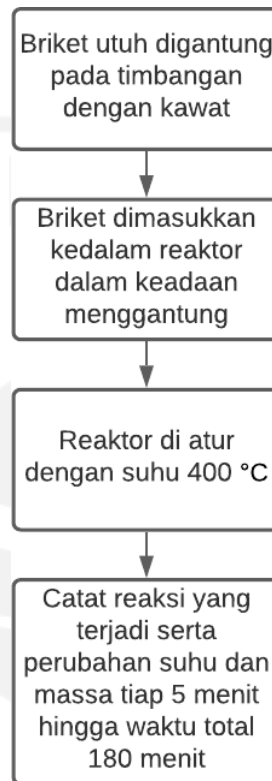 Briket utuh digantung
pada timbangan
dengan kawat
Briket dimasukkan
kedalam reaktor
dalam keadaan
menggantung
Reaktor di atur
dengan suhu 400 °C
Catat reaksi yang
terjadi serta
perubahan suhu dan
massa tiap 5 menit
hingga waktu total
180 menit